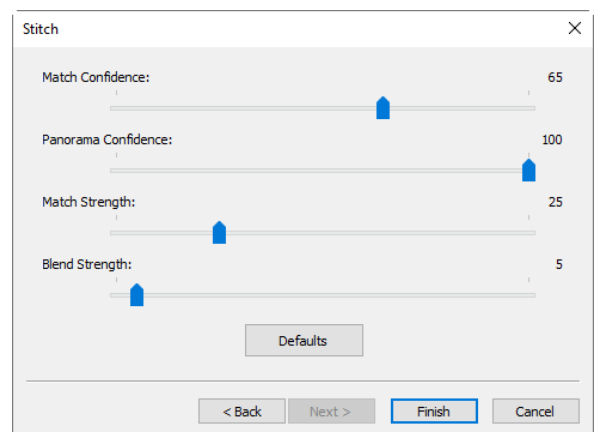 Stitch
Match Confidence: 65
Panorama Confidence: 100
Match Strength: 25
Blend Strength: 5
Defaults
< Back Next > Finish Cancel